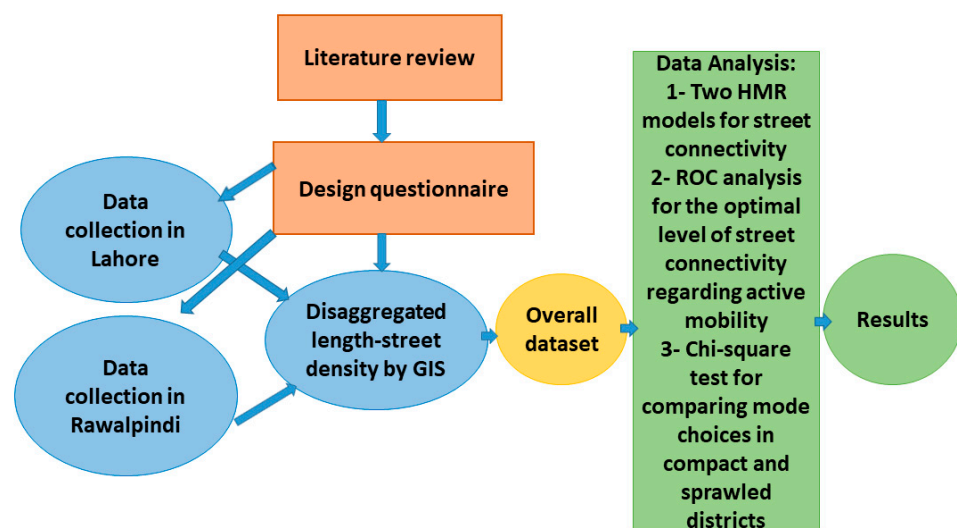 Literature review
Design questionnaire
Data
collection in
Lahore
Data
collection in
Rawalpindi
Disaggregated
length-street
density by GIS
Overall
dataset
Data Analysis:
1- Two HMR
models for street
connectivity
2- ROC analysis
for the optimal
level of street
connectivity
regarding active
mobility
3- Chi-square
test for
comparing mode
choices in
compact and
sprawled
districts
Results